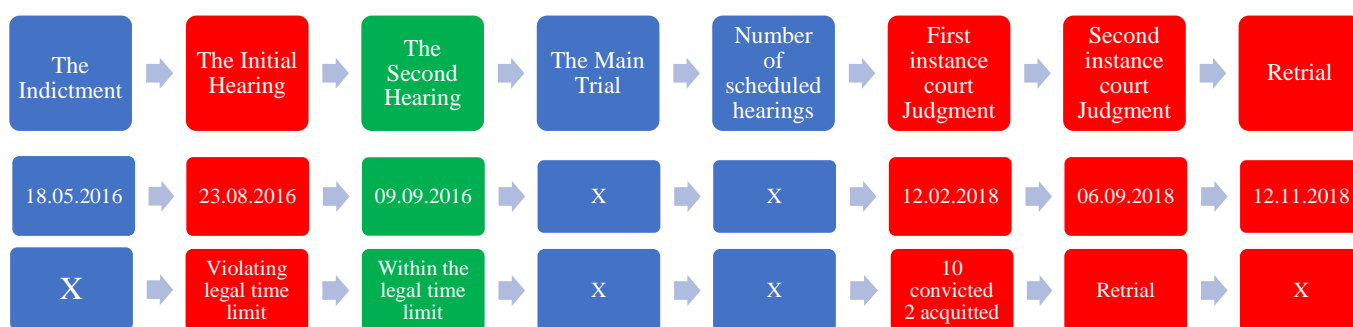 The
Indictment
The Initial
Hearing
The
Second
Hearing
The Main
Trial
Number
of
scheduled
hearings
First
instance
court
Judgment
Second
instance
court
Judgment
Retrial
18.05.2016
23.08.2016
09.09.2016
X
X
12.02.2018
06.09.2018
12.11.2018
X
Violating
legal time
limit
Within the
legal time
limit
X
X
10
convicted
2 acquitted
Retrial
X